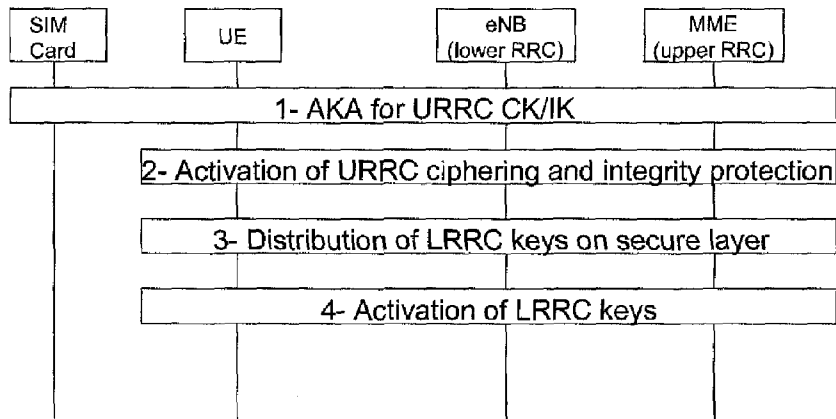 SIM
Card
UE
eNB
(lower RRC)
MME
(upper RRC)
1- AKA for URRC CK/IK
2- Activation of URRC ciphering and integrity protection
3- Distribution of LRRC keys on secure layer
4- Activation of LRRC keys